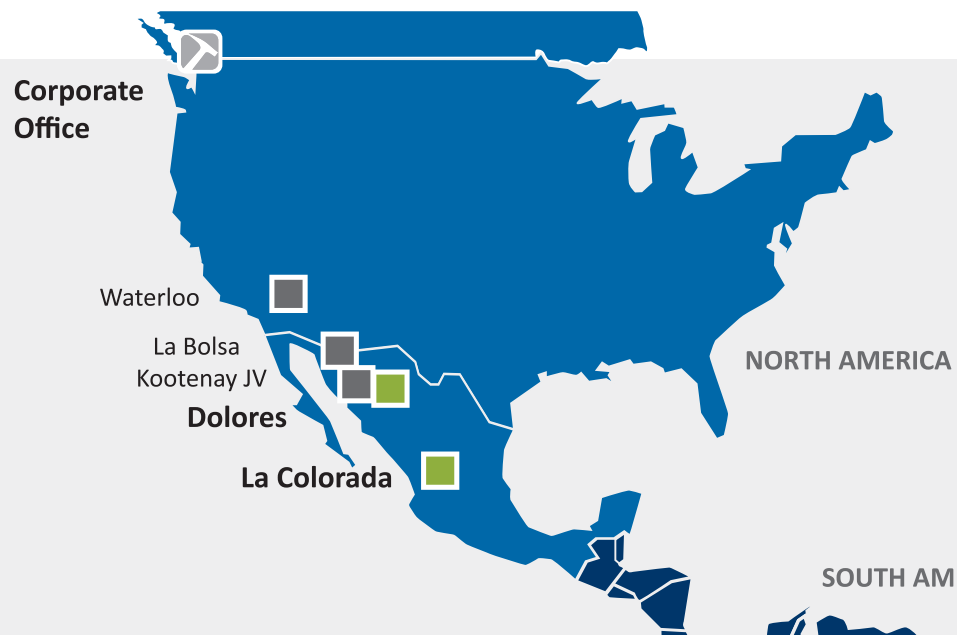 Corporate
Office
Waterloo
La Bolsa
Kootenay JV
NORTH AMERICA
Dolores
La Colorada
SOUTH AM